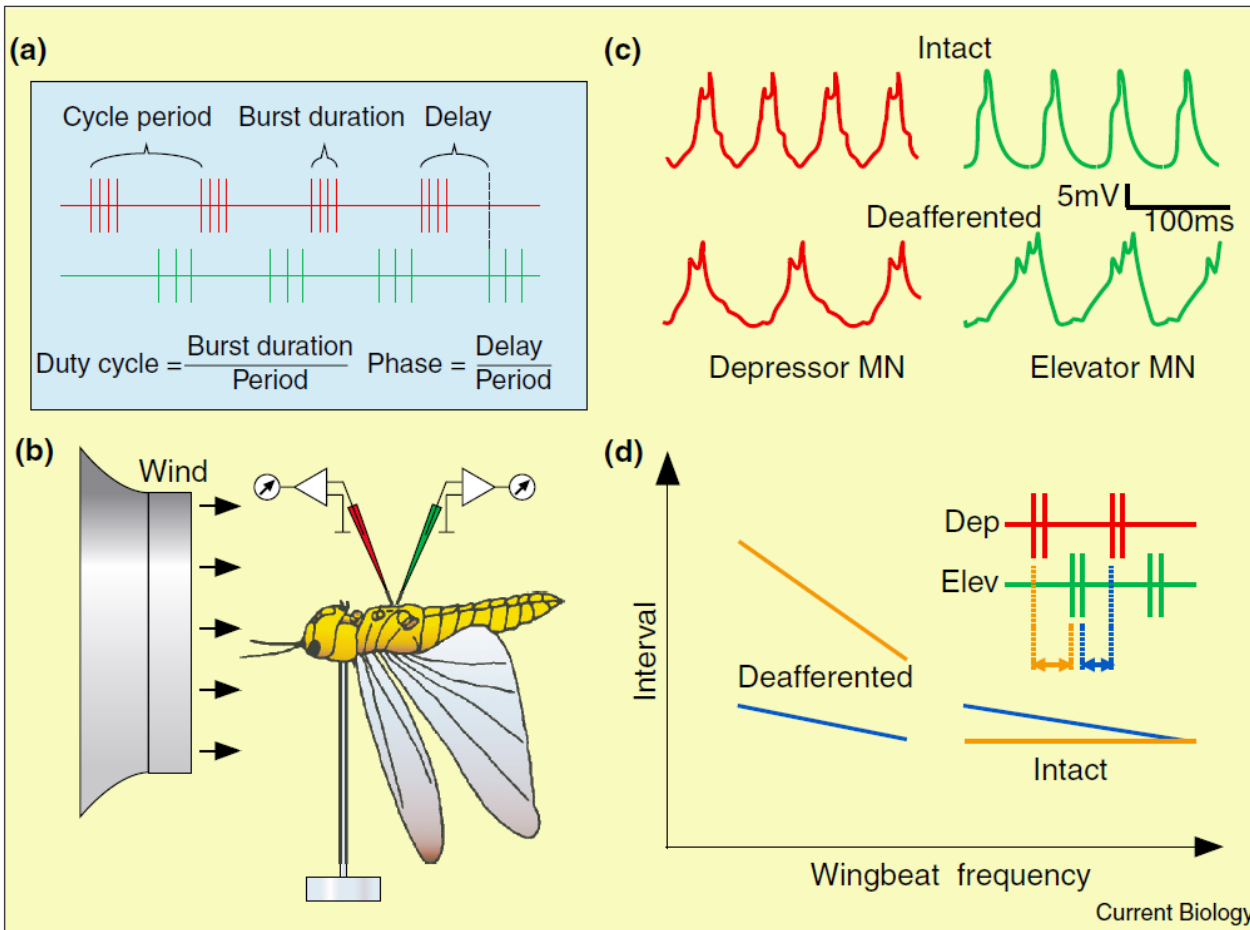 (a)
Cycle period Burst duration Delay
Duty cycle = Burst duration / Period Phase = Delay / Period
(b)
Wind
(c)
Intact
5mV
100ms
Deafferented
Depressor MN Elevator MN
(d)
Interval
Dep
Elev
Deafferented
Intact
Wingbeat frequency
Current Biology